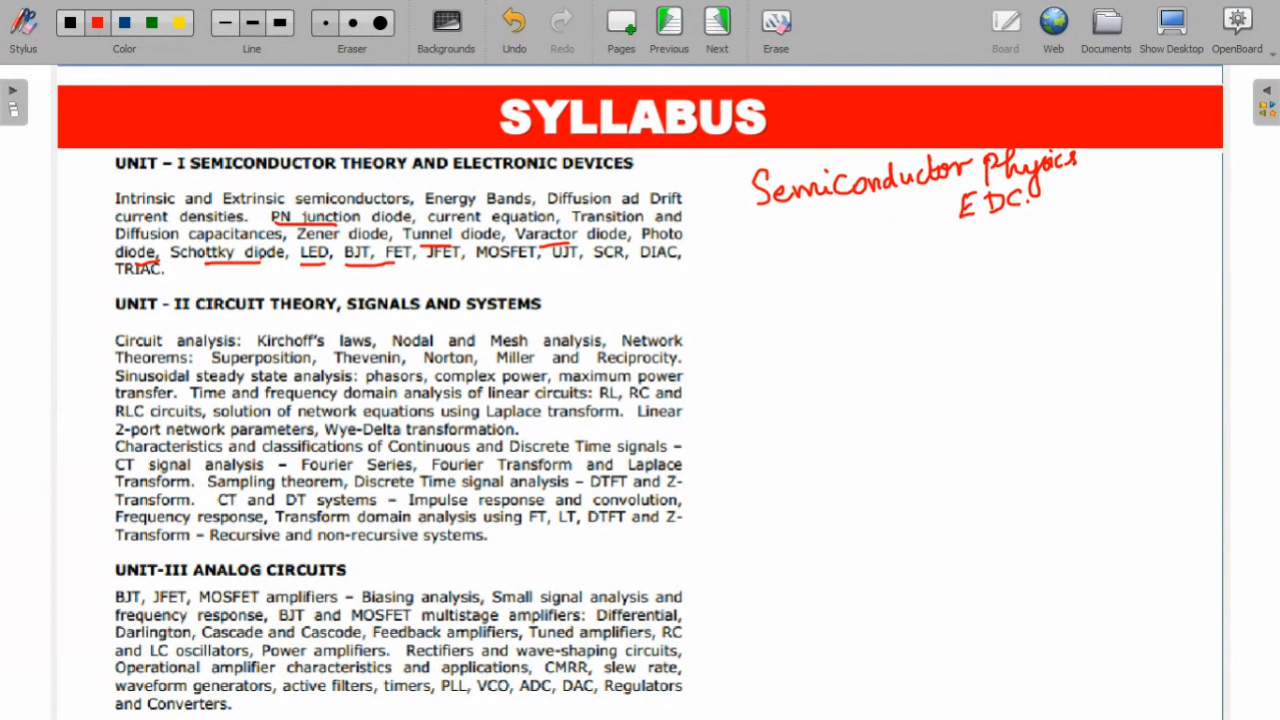 Stylus Color Line Eraser Backgrounds Undo Redo Pages Previous Next Erase Board Web Documents Show Desktop OpenBoard
SYLLABUS
UNIT – I SEMICONDUCTOR THEORY AND ELECTRONIC DEVICES
Semiconductor physics
EDC.
Intrinsic and Extrinsic semiconductors, Energy Bands, Diffusion ad Drift
current densities. PN junction diode, current equation, Transition and
Diffusion capacitances, Zener diode, Tunnel diode, Varactor diode, Photo
diode, Schottky diode, LED, BJT, FET, JFET, MOSFET, UJT, SCR, DIAC,
TRIAC.
UNIT - II CIRCUIT THEORY, SIGNALS AND SYSTEMS
Circuit analysis: Kirchoff's laws, Nodal and Mesh analysis, Network
Theorems: Superposition, Thevenin, Norton, Miller and Reciprocity.
Sinusoidal steady state analysis: phasors, complex power, maximum power
transfer. Time and frequency domain analysis of linear circuits: RL, RC and
RLC circuits, solution of network equations using Laplace transform. Linear
2-port network parameters, Wye-Delta transformation.
Characteristics and classifications of Continuous and Discrete Time signals –
CT signal analysis – Fourier Series, Fourier Transform and Laplace
Transform. Sampling theorem, Discrete Time signal analysis – DTFT and Z-
Transform. CT and DT systems – Impulse response and convolution,
Frequency response, Transform domain analysis using FT, LT, DTFT and Z-
Transform – Recursive and non-recursive systems.
UNIT-III ANALOG CIRCUITS
BJT, JFET, MOSFET amplifiers – Biasing analysis, Small signal analysis and
frequency response, BJT and MOSFET multistage amplifiers: Differential,
Darlington, Cascade and Cascode, Feedback amplifiers, Tuned amplifiers, RC
and LC oscillators, Power amplifiers. Rectifiers and wave-shaping circuits,
Operational amplifier characteristics and applications, CMRR, slew rate,
waveform generators, active filters, timers, PLL, VCO, ADC, DAC, Regulators
and Converters.